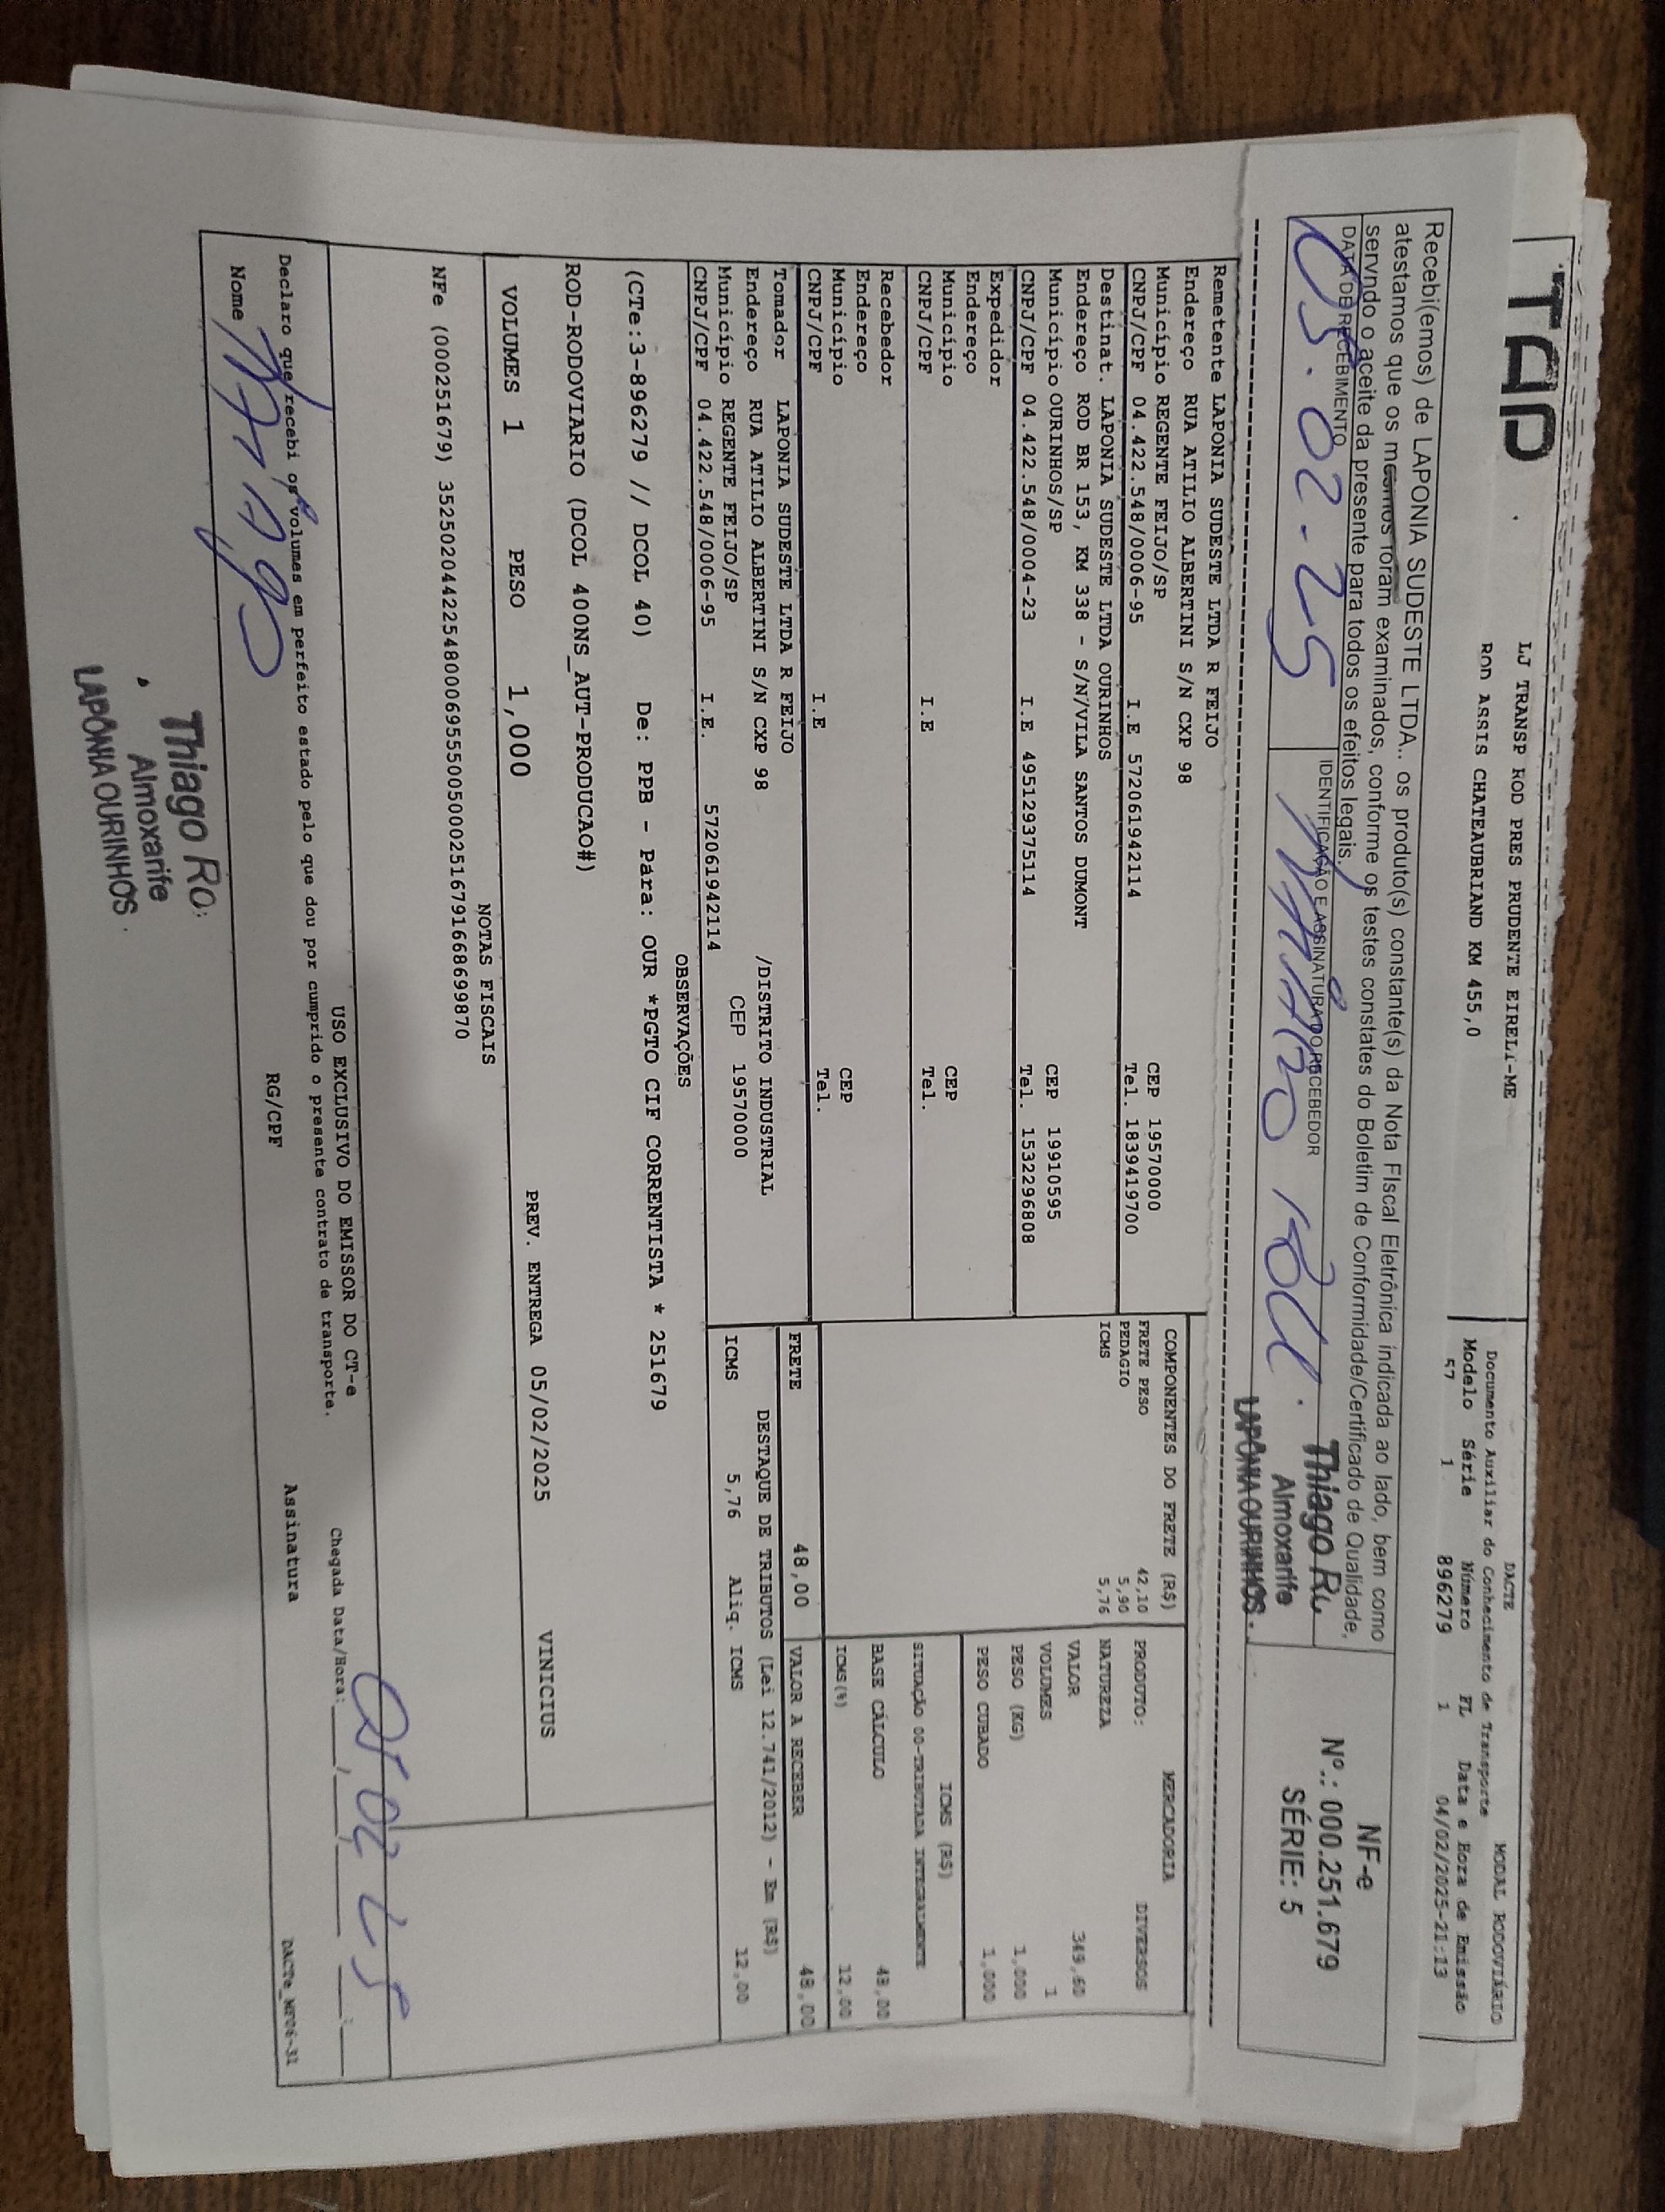 TAP
LJ TRANSP ROD PRES PRUDENTE EIRELI-ME
ROD ASSIS CHATEAUBRIAND KM 455,0
DACTE
Documento Auxiliar do Conhecimento de Transporte
MODAL RODOVIÁRIO
Modelo Série Número FL Data e Hora de Emissão
57 1 896279 1 04/02/2025-21:13
Recebi(emos) de LAPONIA SUDESTE LTDA.. os produto(s) constante(s) da Nota FIscal Eletrônica indicada ao lado, bem como
atestamos que os mesmos foram examinados, conforme os testes constates do Boletim de Conformidade/Certificado de Qualidade,
servndo o aceite da presente para todos os efeitos legais.
DATA DE RECEBIMENTO
IDENTIFICAÇÃO E ASSINATURA DO RECEBEDOR
05.02-25
Thiago
Almoxarife
LAPÔNIA OURINHOS.
NF-e
Nº.: 000.251.679
SÉRIE: 5
Remetente LAPONIA SUDESTE LTDA R FEIJO
Endereço RUA ATILIO ALBERTINI S/N CXP 98
Município REGENTE FEIJO/SP CEP 19570000
CNPJ/CPF 04.422.548/0006-95 I.E 572061942114 Tel. 1839419700
Destinat. LAPONIA SUDESTE LTDA OURINHOS
Endereço ROD BR 153, KM 338 - S/N/VILA SANTOS DUMONT
Município OURINHOS/SP CEP 19910595
CNPJ/CPF 04.422.548/0004-23 I.E 495129375114 Tel. 1532296808
Expedidor
Endereço
Município CEP
CNPJ/CPF I.E Tel.
Recebedor
Endereço
Município CEP
CNPJ/CPF I.E Tel.
Tomador LAPONIA SUDESTE LTDA R FEIJO
Endereço RUA ATILIO ALBERTINI S/N CXP 98 /DISTRITO INDUSTRIAL
Município REGENTE FEIJO/SP CEP 19570000
CNPJ/CPF 04.422.548/0006-95 I.E. 572061942114
COMPONENTES DO FRETE (R$)
FRETE PESO 42,10
PEDAGIO 5,90
ICMS 5,76
MERCADORIA
PRODUTO: DIVERSOS
NATUREZA
VALOR 349,60
VOLUMES 1
PESO (KG) 1,000
PESO CUBADO 1,000
ICMS (R$)
SITUAÇÃO 00-TRIBUTADA INTEGRALMENTE
BASE CÁLCULO 48,00
ICMS(%) 12,00
FRETE 48,00 VALOR A RECEBER 48,00
DESTAQUE DE TRIBUTOS (Lei 12.741/2012) - Em (R$)
ICMS 5,76 Aliq. ICMS 12,00
OBSERVAÇÕES
(CTe:3-896279 // DCOL 40) De: PPB - Para: OUR *PGTO CIF CORRENTISTA * 251679
ROD-RODOVIARIO (DCOL 400NS_AUT-PRODUCAO#)
VOLUMES 1 PESO 1,000 PREV. ENTREGA 05/02/2025 VINICIUS
NOTAS FISCAIS
NFe (000251679) 35250204422548000695550050002516791668699870
USO EXCLUSIVO DO EMISSOR DO CT-e
Chegada Data/Hora:
05 02 25
Declaro que recebi os volumes em perfeito estado pelo que dou por cumprido o presente contrato de transporte.
Nome Thiago RG/CPF Assinatura
DACTe_MF06-31
Thiago Ro
Almoxarife
LAPÔNIA OURINHOS